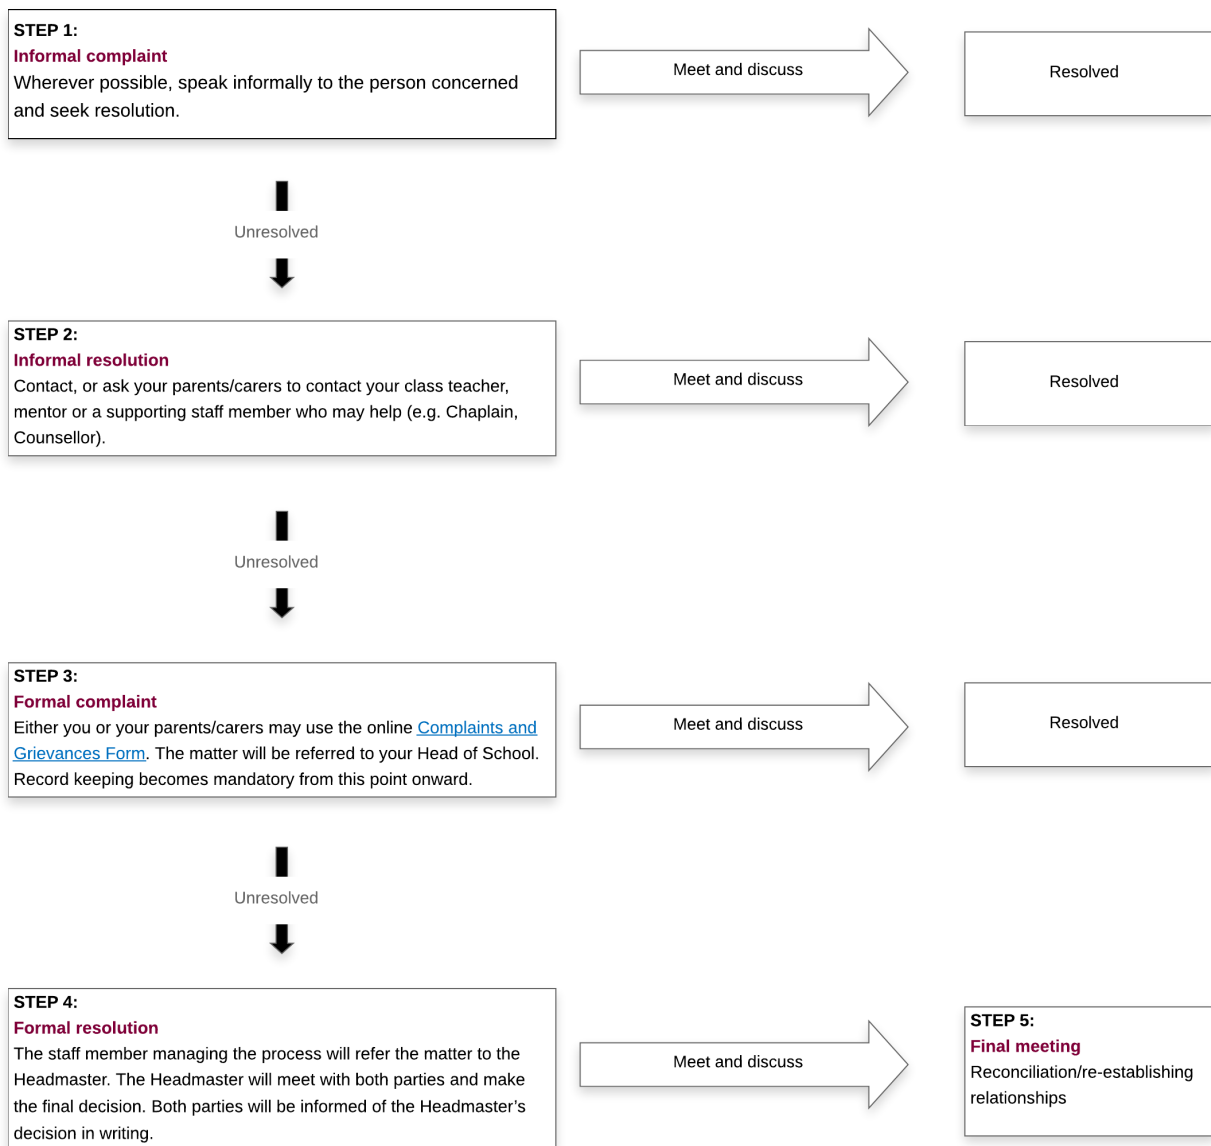 STEP 1:
Informal complaint
Wherever possible, speak informally to the person concerned
and seek resolution.
Meet and discuss
Resolved
Unresolved
STEP 2:
Informal resolution
Contact, or ask your parents/carers to contact your class teacher,
mentor or a supporting staff member who may help (e.g. Chaplain,
Counsellor).
Meet and discuss
Resolved
Unresolved
STEP 3:
Formal complaint
Either you or your parents/carers may use the online Complaints and
Grievances Form. The matter will be referred to your Head of School.
Record keeping becomes mandatory from this point onward.
Meet and discuss
Resolved
Unresolved
STEP 4:
Formal resolution
The staff member managing the process will refer the matter to the
Headmaster. The Headmaster will meet with both parties and make
the final decision. Both parties will be informed of the Headmaster’s
decision in writing.
Meet and discuss
STEP 5:
Final meeting
Reconciliation/re-establishing
relationships